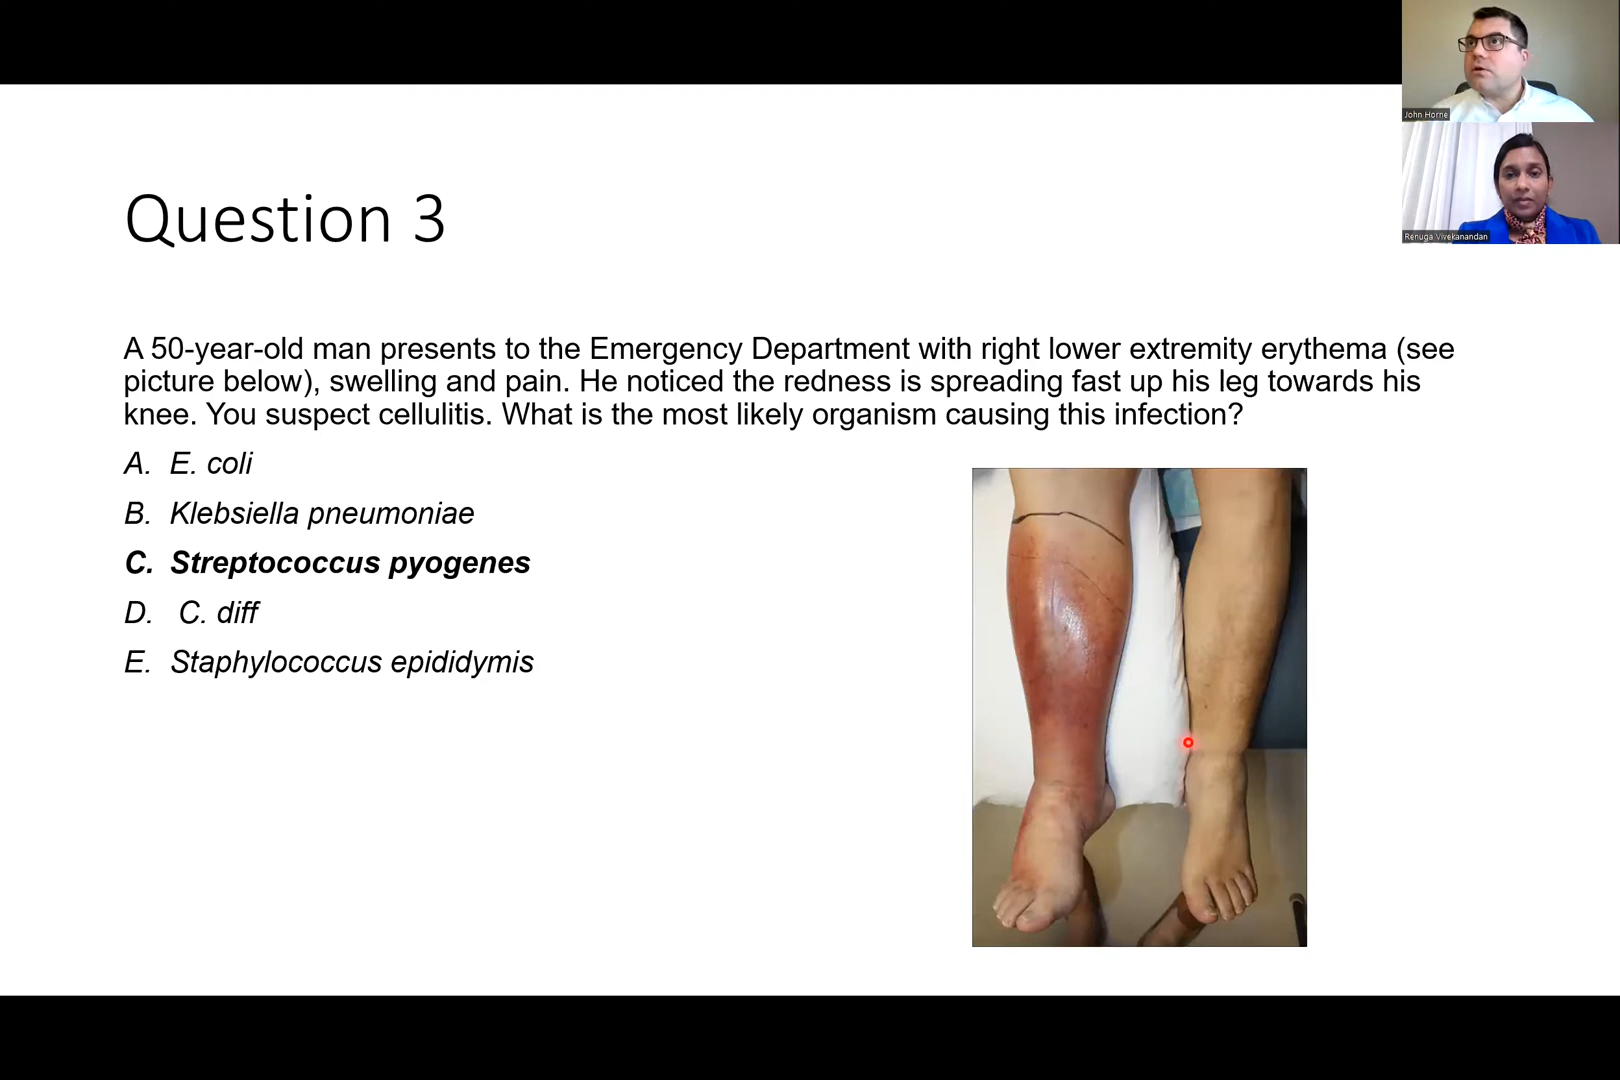 John Horne
Renuga Vivekanandan
Question 3
A 50-year-old man presents to the Emergency Department with right lower extremity erythema (see
picture below), swelling and pain. He noticed the redness is spreading fast up his leg towards his
knee. You suspect cellulitis. What is the most likely organism causing this infection?
A. E. coli
B. Klebsiella pneumoniae
C. Streptococcus pyogenes
D. C. diff
E. Staphylococcus epididymis